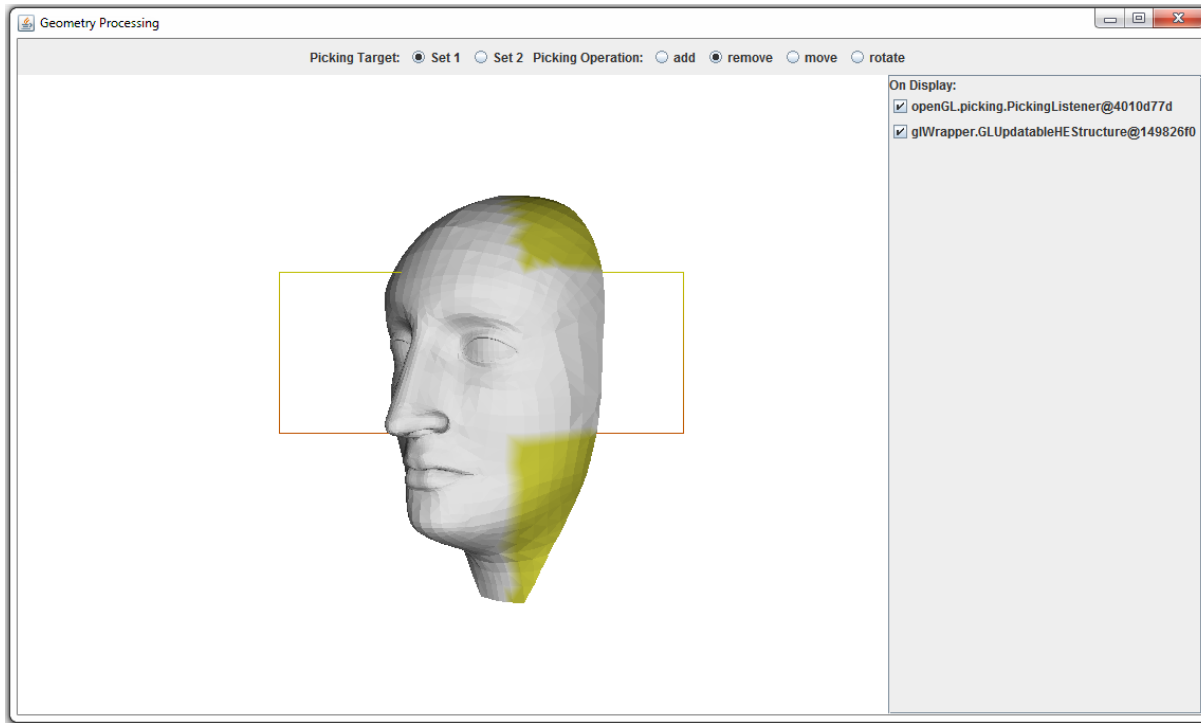 Geometry Processing
Picking Target: Set 1 Set 2 Picking Operation: add remove move rotate
On Display:
openGL.picking.PickingListener@4010d77d
glWrapper.GLUpdatableHEStructure@149826f0